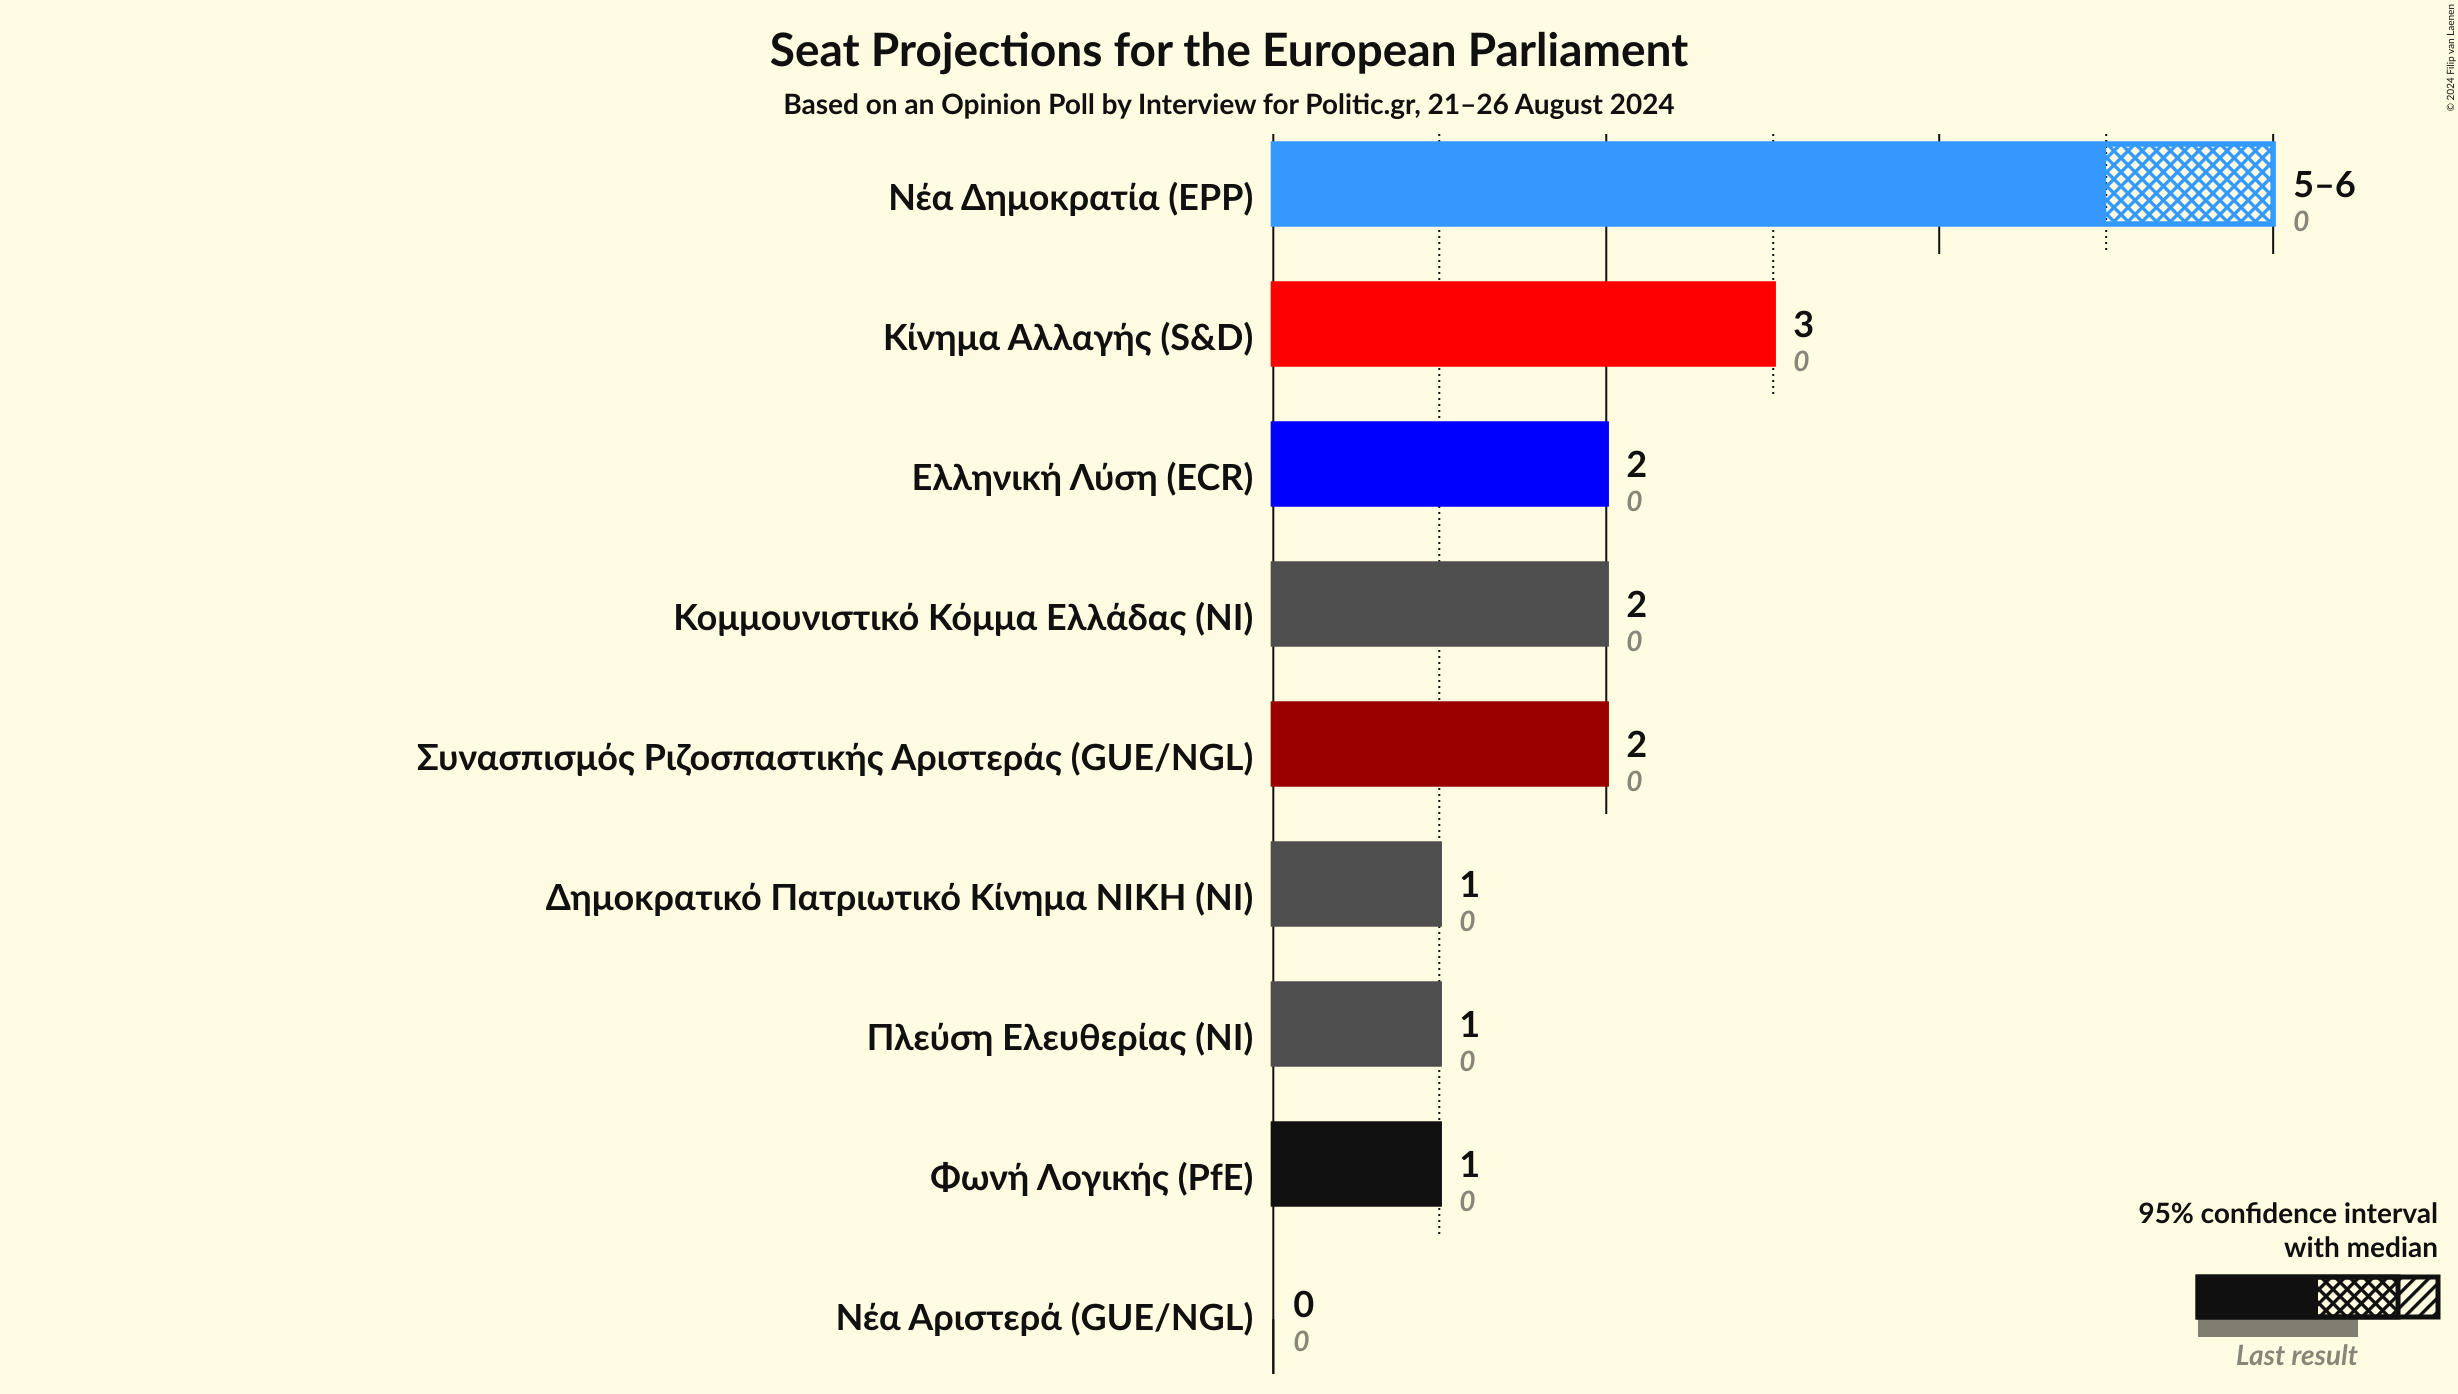 Seat Projections for the European Parliament
Based on an Opinion Poll by Interview for Politic.gr, 21–26 August 2024
© 2024 Filip van Laenen
Νέα Δημοκρατία (EPP)
5–6
0
Κίνημα Αλλαγής (S&D)
3
0
Ελληνική Λύση (ECR)
2
0
Κομμουνιστικό Κόμμα Ελλάδας (NI)
2
0
Συνασπισμός Ριζοσπαστικής Αριστεράς (GUE/NGL)
2
0
Δημοκρατικό Πατριωτικό Κίνημα ΝΙΚΗ (NI)
1
0
Πλεύση Ελευθερίας (NI)
1
0
Φωνή Λογικής (PfE)
1
0
Νέα Αριστερά (GUE/NGL)
0
0
95% confidence interval
with median
Last result